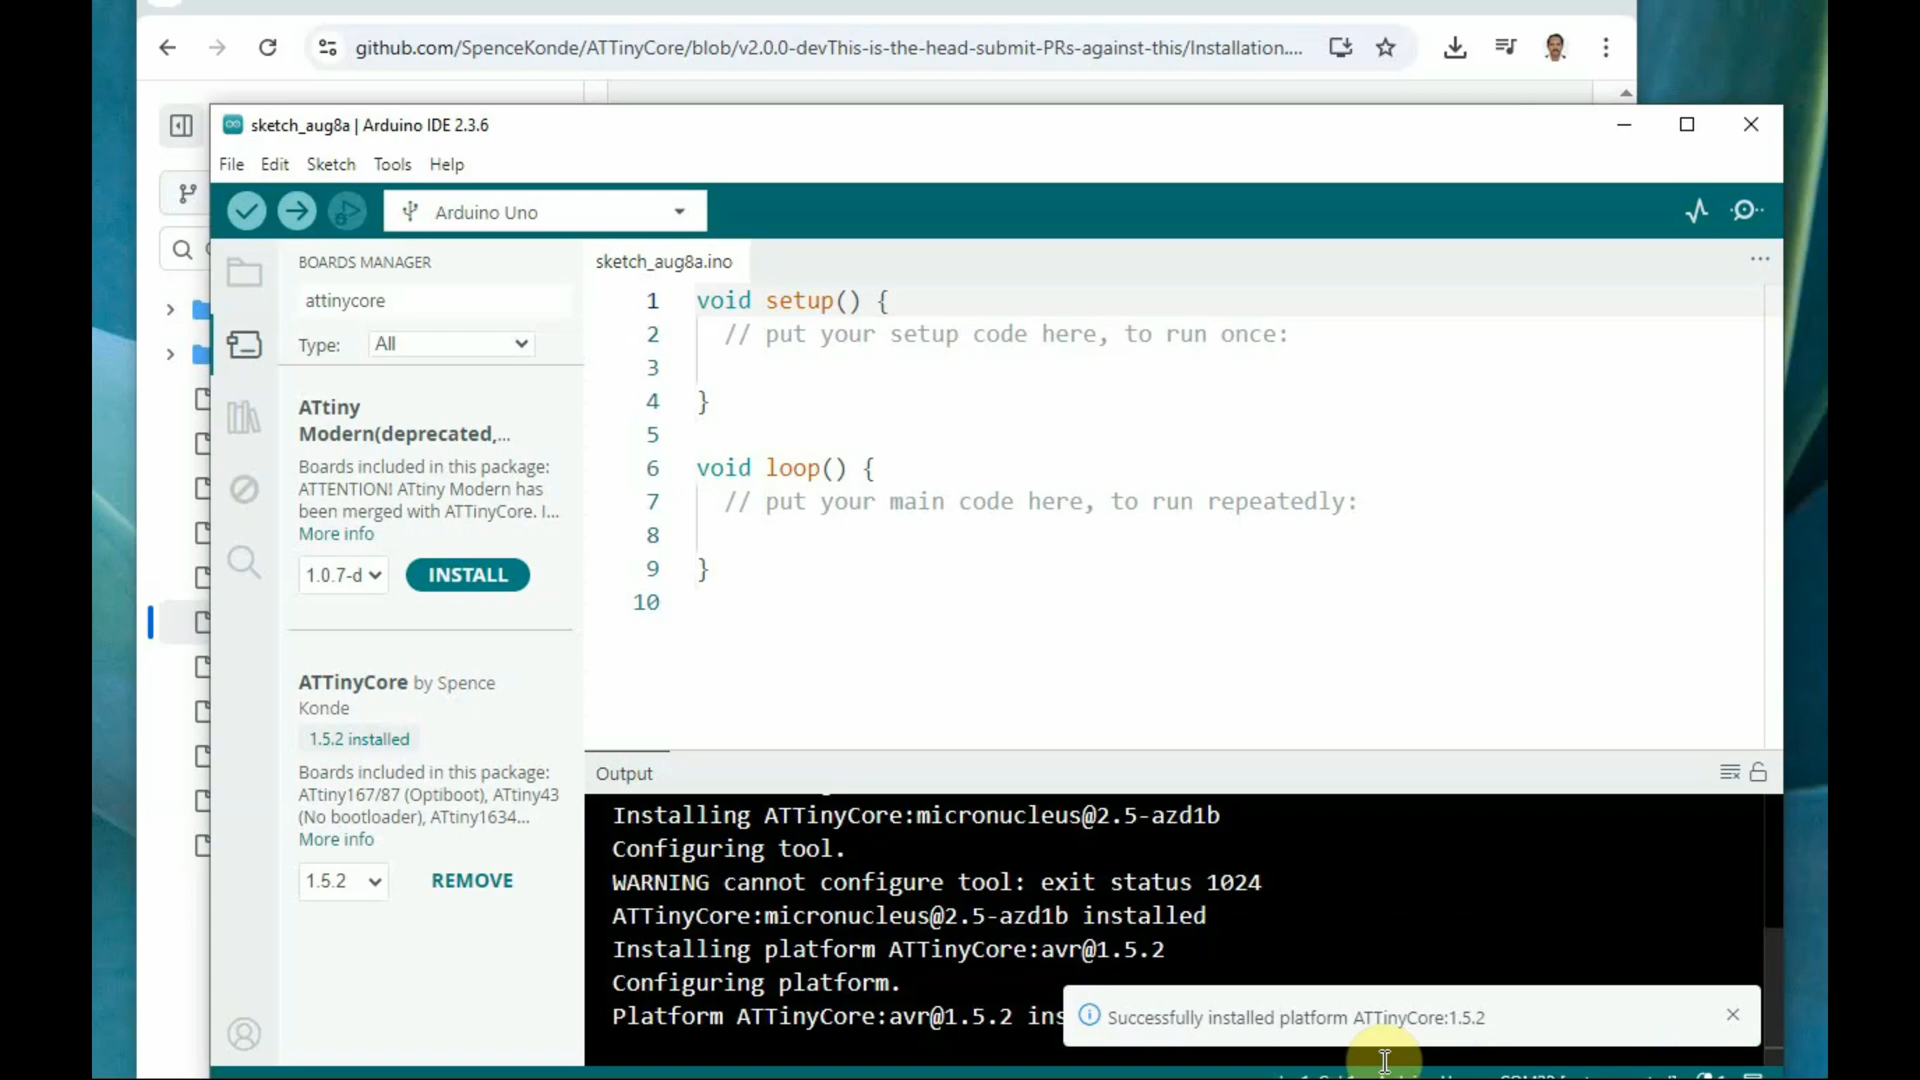 github.com/SpenceKonde/ATTinyCore/blob/v2.0.0-devThis-is-the-head-submit-PRs-against-this/Installation....
sketch_aug8a | Arduino IDE 2.3.6
File Edit Sketch Tools Help
Arduino Uno
BOARDS MANAGER
attinycore
Type: All
ATtiny
Modern(deprecated,...
Boards included in this package:
ATTENTION! ATtiny Modern has
been merged with ATTinyCore. I...
More info
1.0.7-d INSTALL
ATTinyCore by Spence
Konde
1.5.2 installed
Boards included in this package:
ATtiny167/87 (Optiboot), ATtiny43
(No bootloader), ATtiny1634...
More info
1.5.2 REMOVE
sketch_aug8a.ino
1 void setup() {
2 // put your setup code here, to run once:
3
4 }
5
6 void loop() {
7 // put your main code here, to run repeatedly:
8
9 }
10
Output
Installing ATTinyCore:micronucleus@2.5-azd1b
Configuring tool.
WARNING cannot configure tool: exit status 1024
ATTinyCore:micronucleus@2.5-azd1b installed
Installing platform ATTinyCore:avr@1.5.2
Configuring platform.
Platform ATTinyCore:avr@1.5.2 ins
Successfully installed platform ATTinyCore:1.5.2